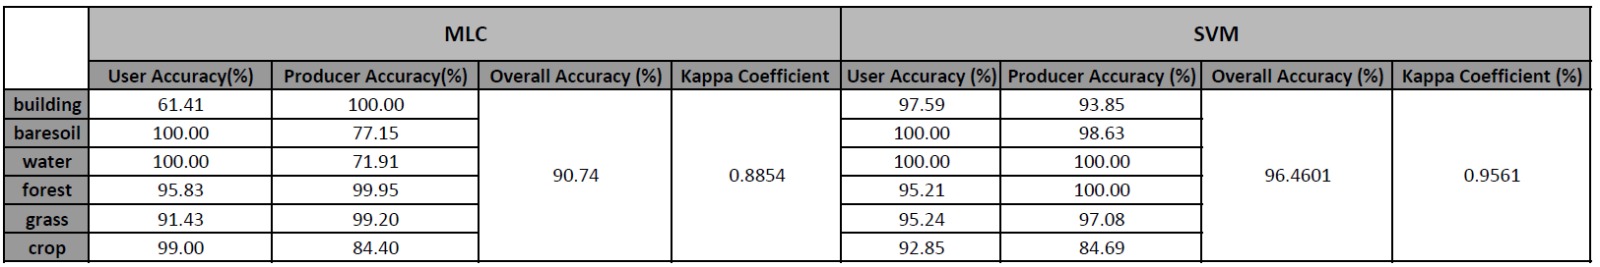 MLC SVM
User Accuracy(%) Producer Accuracy(%) Overall Accuracy (%) Kappa Coefficient User Accuracy (%) Producer Accuracy (%) Overall Accuracy (%) Kappa Coefficient (%)
building 61.41 100.00 97.59 93.85
baresoil 100.00 77.15 100.00 98.63
water 100.00 71.91 100.00 100.00
90.74 0.8854 96.4601 0.9561
forest 95.83 99.95 95.21 100.00
grass 91.43 99.20 95.24 97.08
crop 99.00 84.40 92.85 84.69